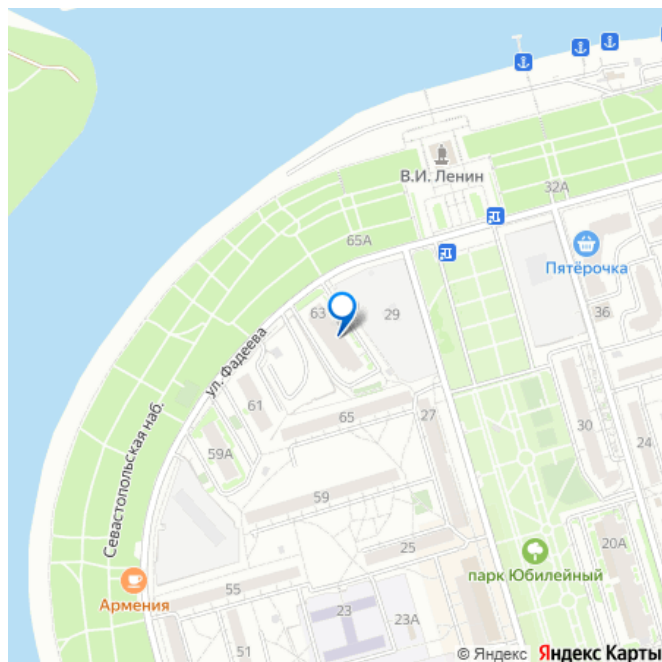 В.И. Ленин
32А
65А
Пятёрочка
63
29
36
ул. Фадеева
61
65
27
30
24
59А
Севастопольская наб.
59
20А
25
парк Юбилейный
55
Армения
23
23А
51
© Яндекс Яндекс Карты